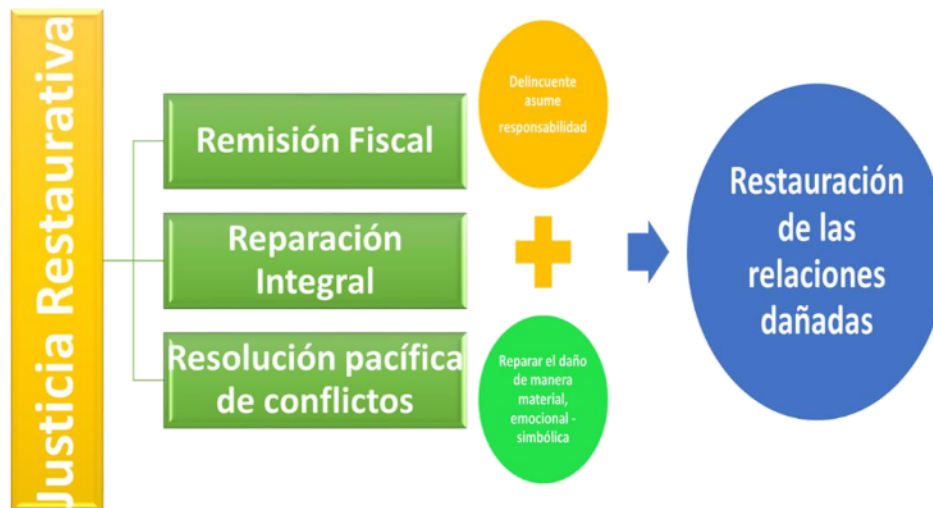 Justicia Restaurativa
Remisión Fiscal
Reparación
Integral
Resolución pacífica
de conflictos
Delincuente
asume
responsabilidad
Reparar el daño
de manera
material,
emocional -
simbólica
Restauración
de las
relaciones
dañadas